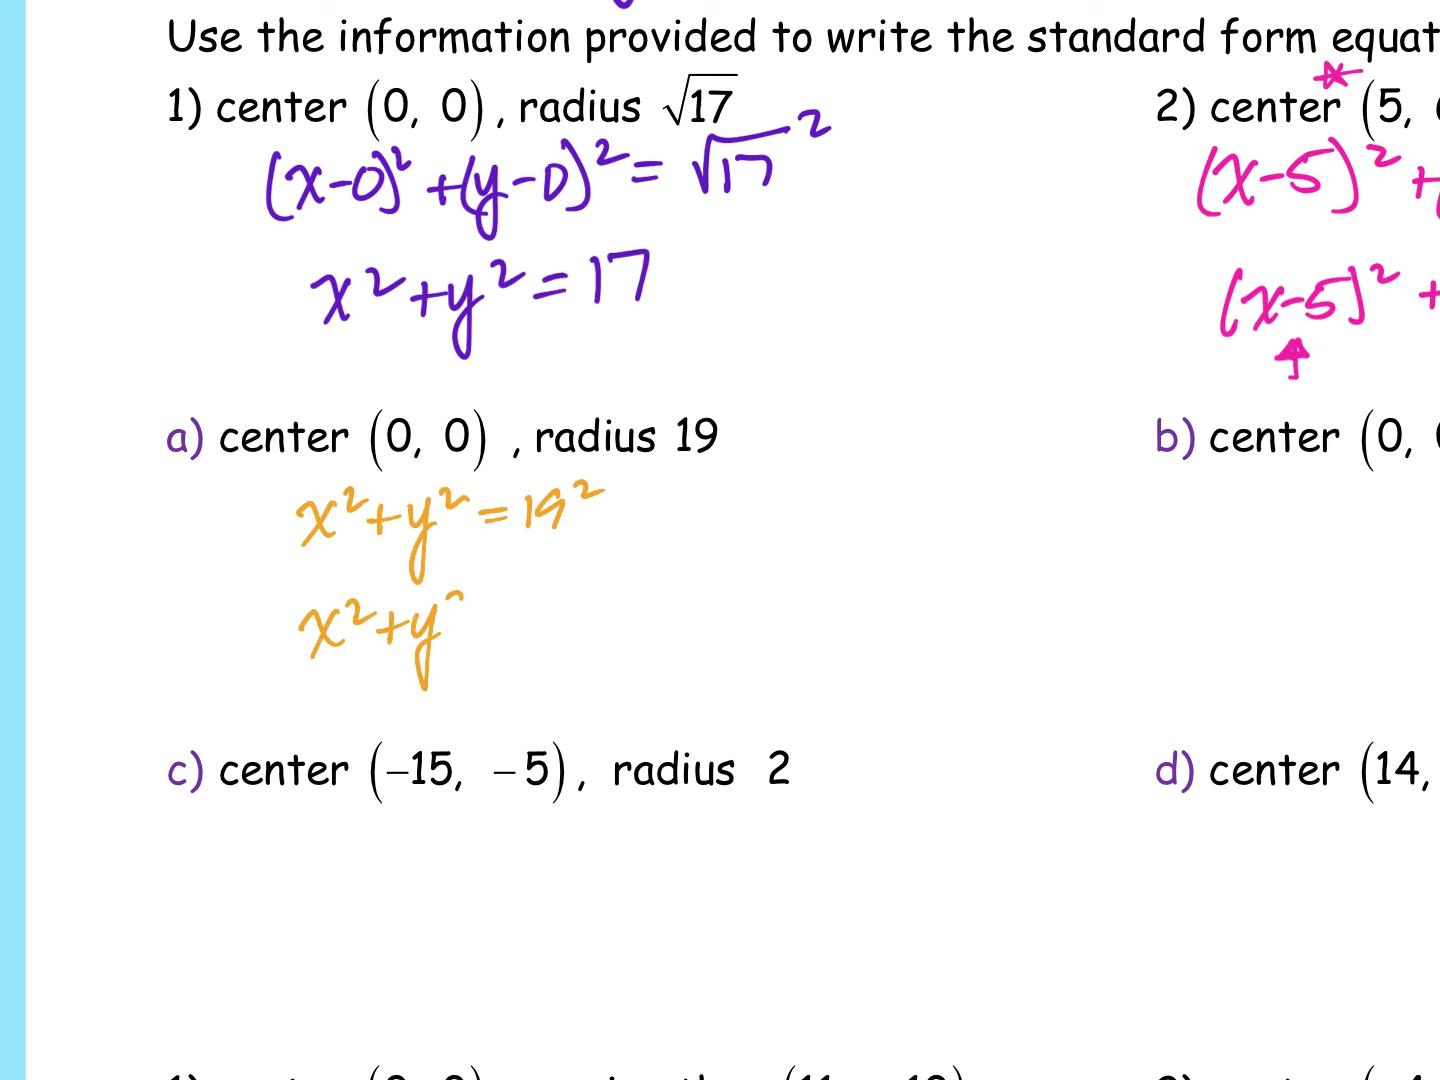 Use the information provided to write the standard form equat
1) center (0, 0), radius √17
(x-0)² +(y-0)² = √17²
x²+y²=17
2) center (5,
(x-5)² +
(x-5)² +
a) center (0, 0) , radius 19
x²+y²=19²
x²+y
b) center (0,
c) center (-15, -5), radius 2
d) center (14,